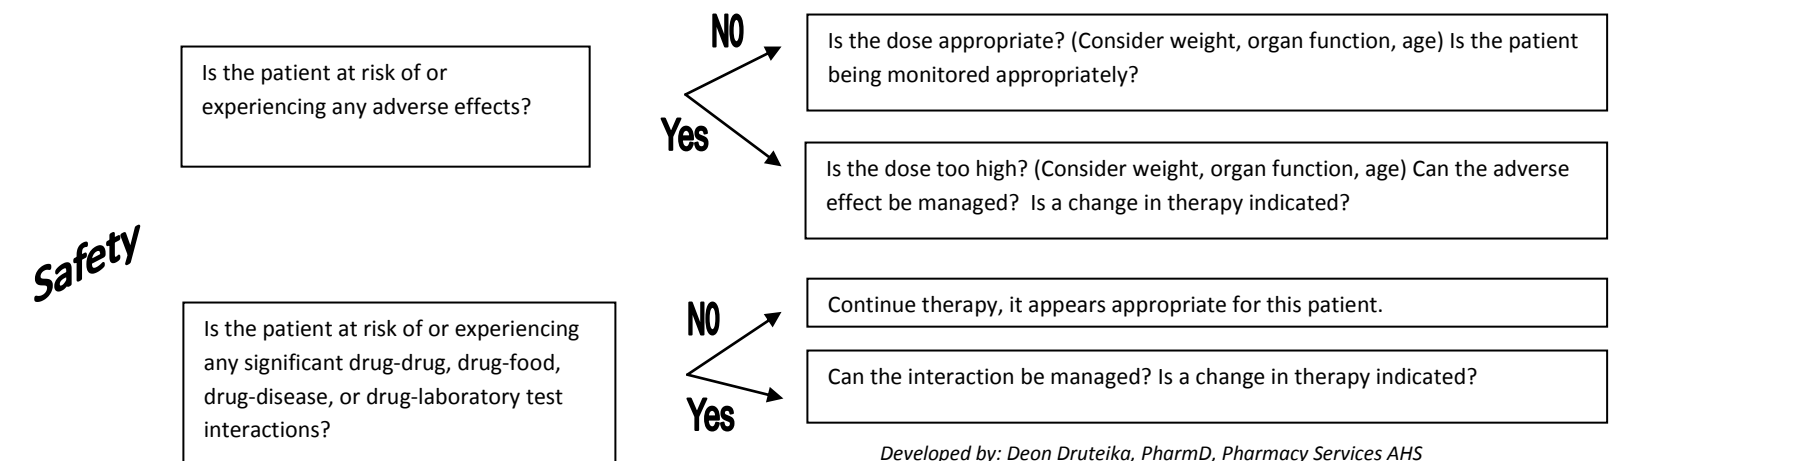 Safety
Is the patient at risk of or
experiencing any adverse effects?
NO
Is the dose appropriate? (Consider weight, organ function, age) Is the patient
being monitored appropriately?
Yes
Is the dose too high? (Consider weight, organ function, age) Can the adverse
effect be managed?  Is a change in therapy indicated?
Is the patient at risk of or experiencing
any significant drug-drug, drug-food,
drug-disease, or drug-laboratory test
interactions?
NO
Continue therapy, it appears appropriate for this patient.
Yes
Can the interaction be managed? Is a change in therapy indicated?
Developed by: Deon Druteika, PharmD, Pharmacy Services AHS